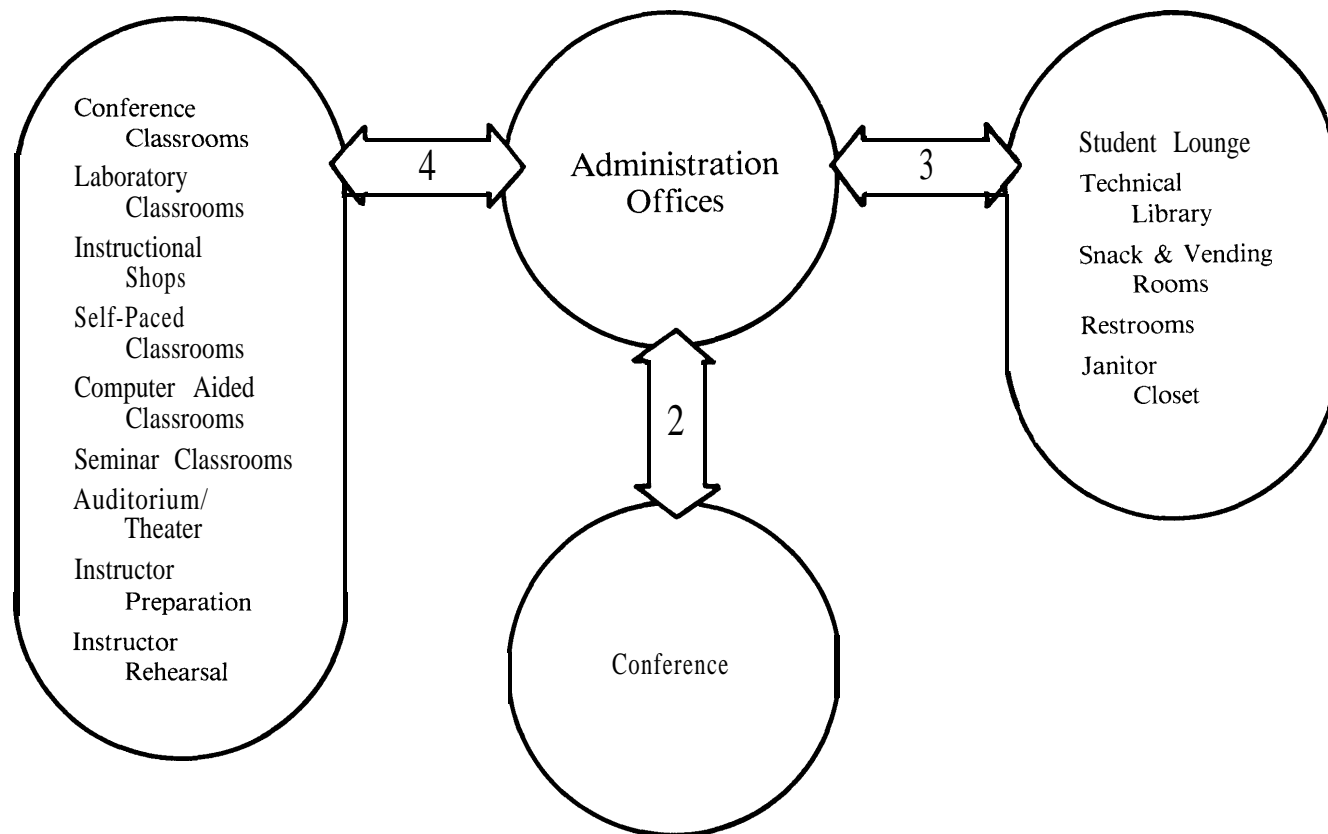 Conference
Classrooms
Laboratory
Classrooms
Instructional
Shops
Self-Paced
Classrooms
Computer Aided
Classrooms
Seminar Classrooms
Auditorium/
Theater
Instructor
Preparation
Instructor
Rehearsal
4
Administration
Offices
3
Student Lounge
Technical
Library
Snack & Vending
Rooms
Restrooms
Janitor
Closet
2
Conference